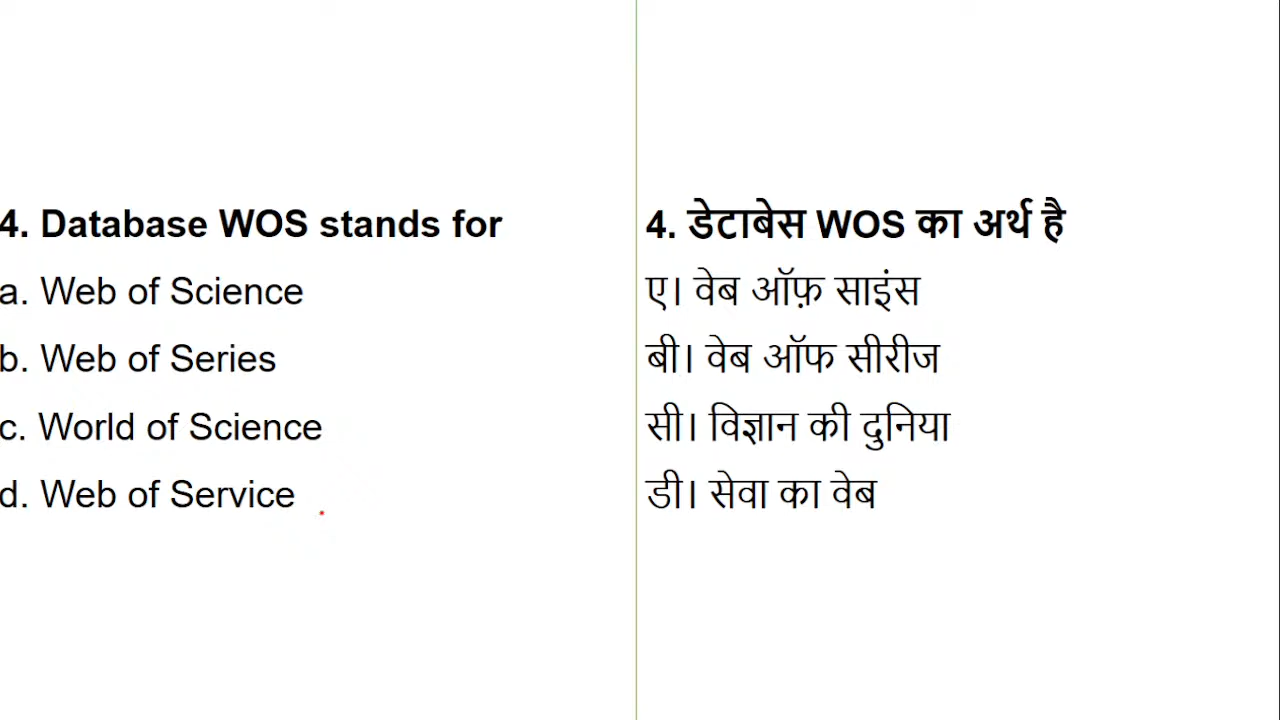 4. Database WOS stands for
a. Web of Science
b. Web of Series
c. World of Science
d. Web of Service
4. डेटाबेस WOS का अर्थ है
ए। वेब ऑफ़ साइंस
बी। वेब ऑफ सीरीज
सी। विज्ञान की दुनिया
डी। सेवा का वेब